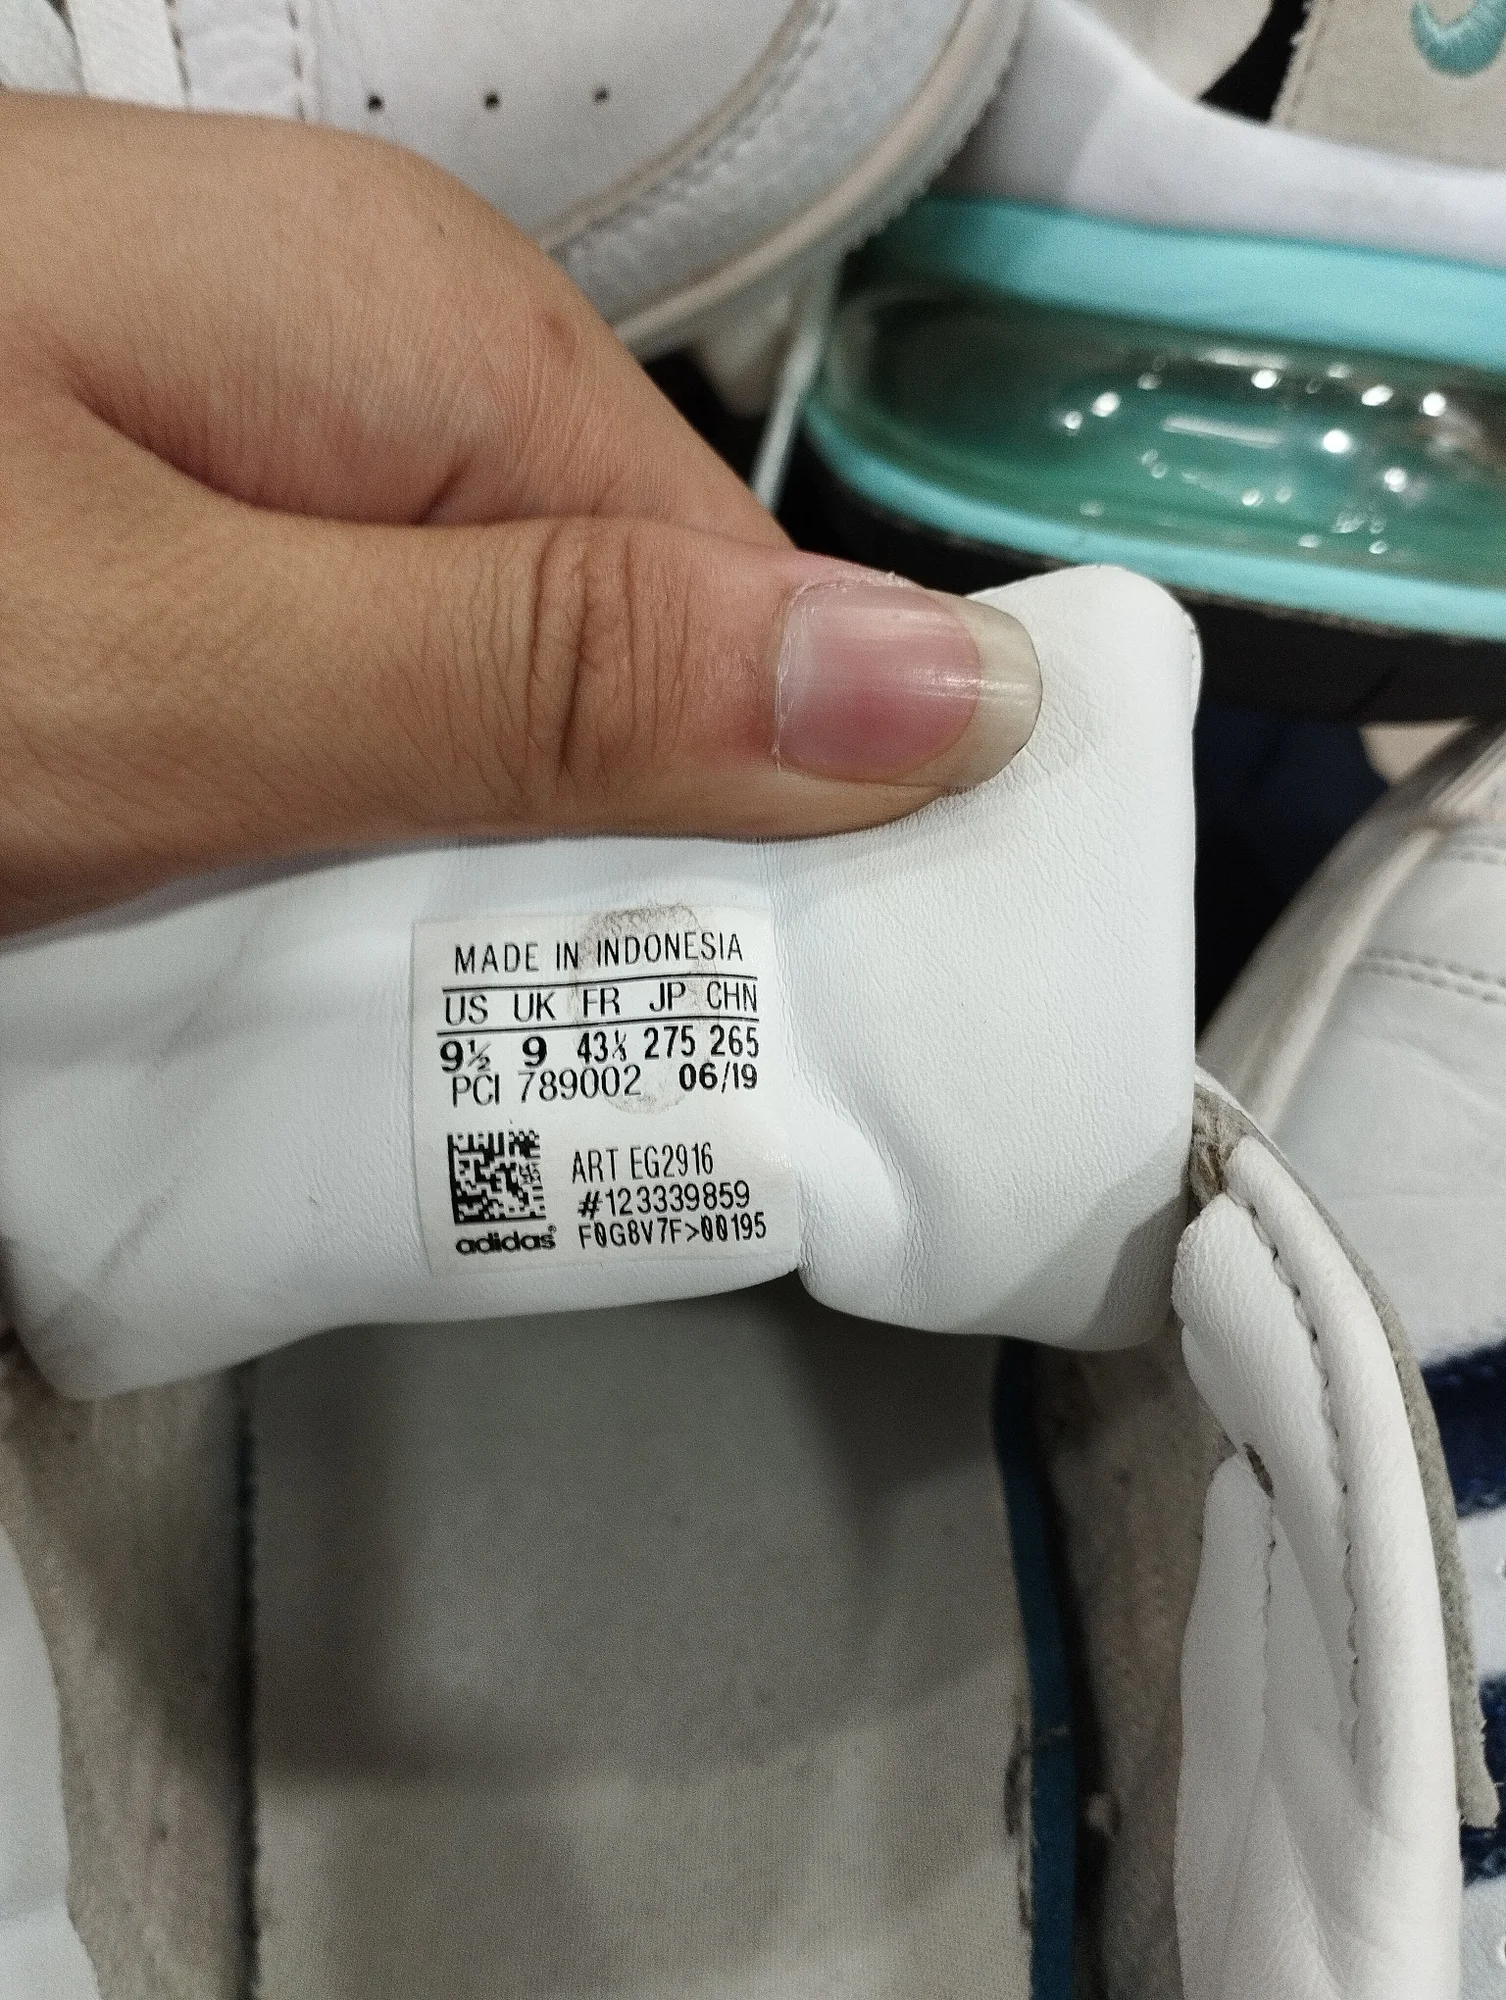 MADE IN INDONESIA
US UK FR JP CHN
9½ 9 43⅓ 275 265
PCI 789002 06/19
ART EG2916
#123339859
adidas F0G8V7F>00195